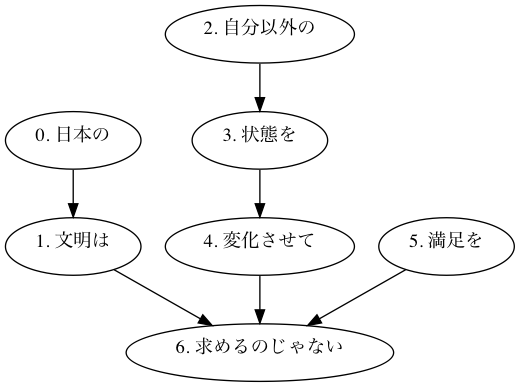 2. 自分以外の
0. 日本の
3. 状態を
1. 文明は
4. 変化させて
5. 満足を
6. 求めるのじゃない